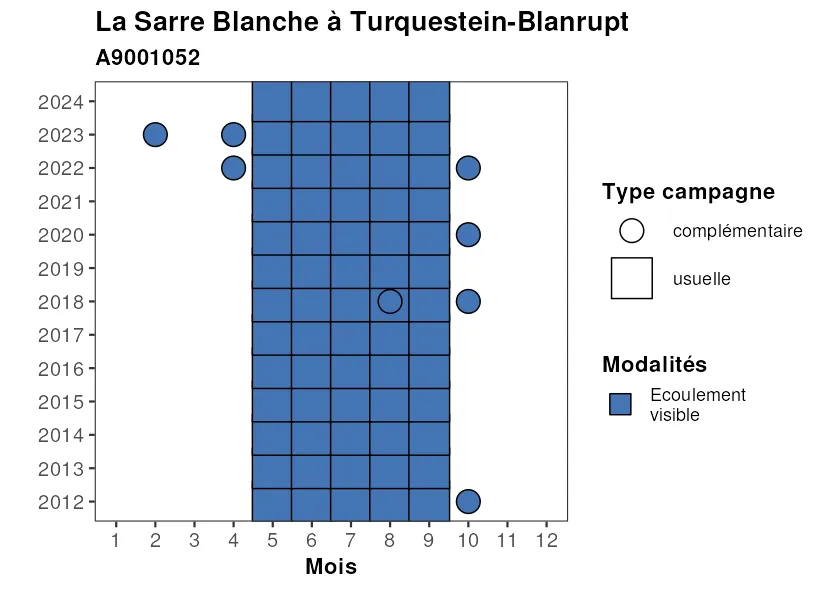 La Sarre Blanche à Turquestein-Blanrupt
A9001052
2024
2023
2022
2021
2020
2019
2018
2017
2016
2015
2014
2013
2012
1 2 3 4 5 6 7 8 9 10 11 12
Mois
Type campagne
complémentaire
usuelle
Modalités
Ecoulement
visible